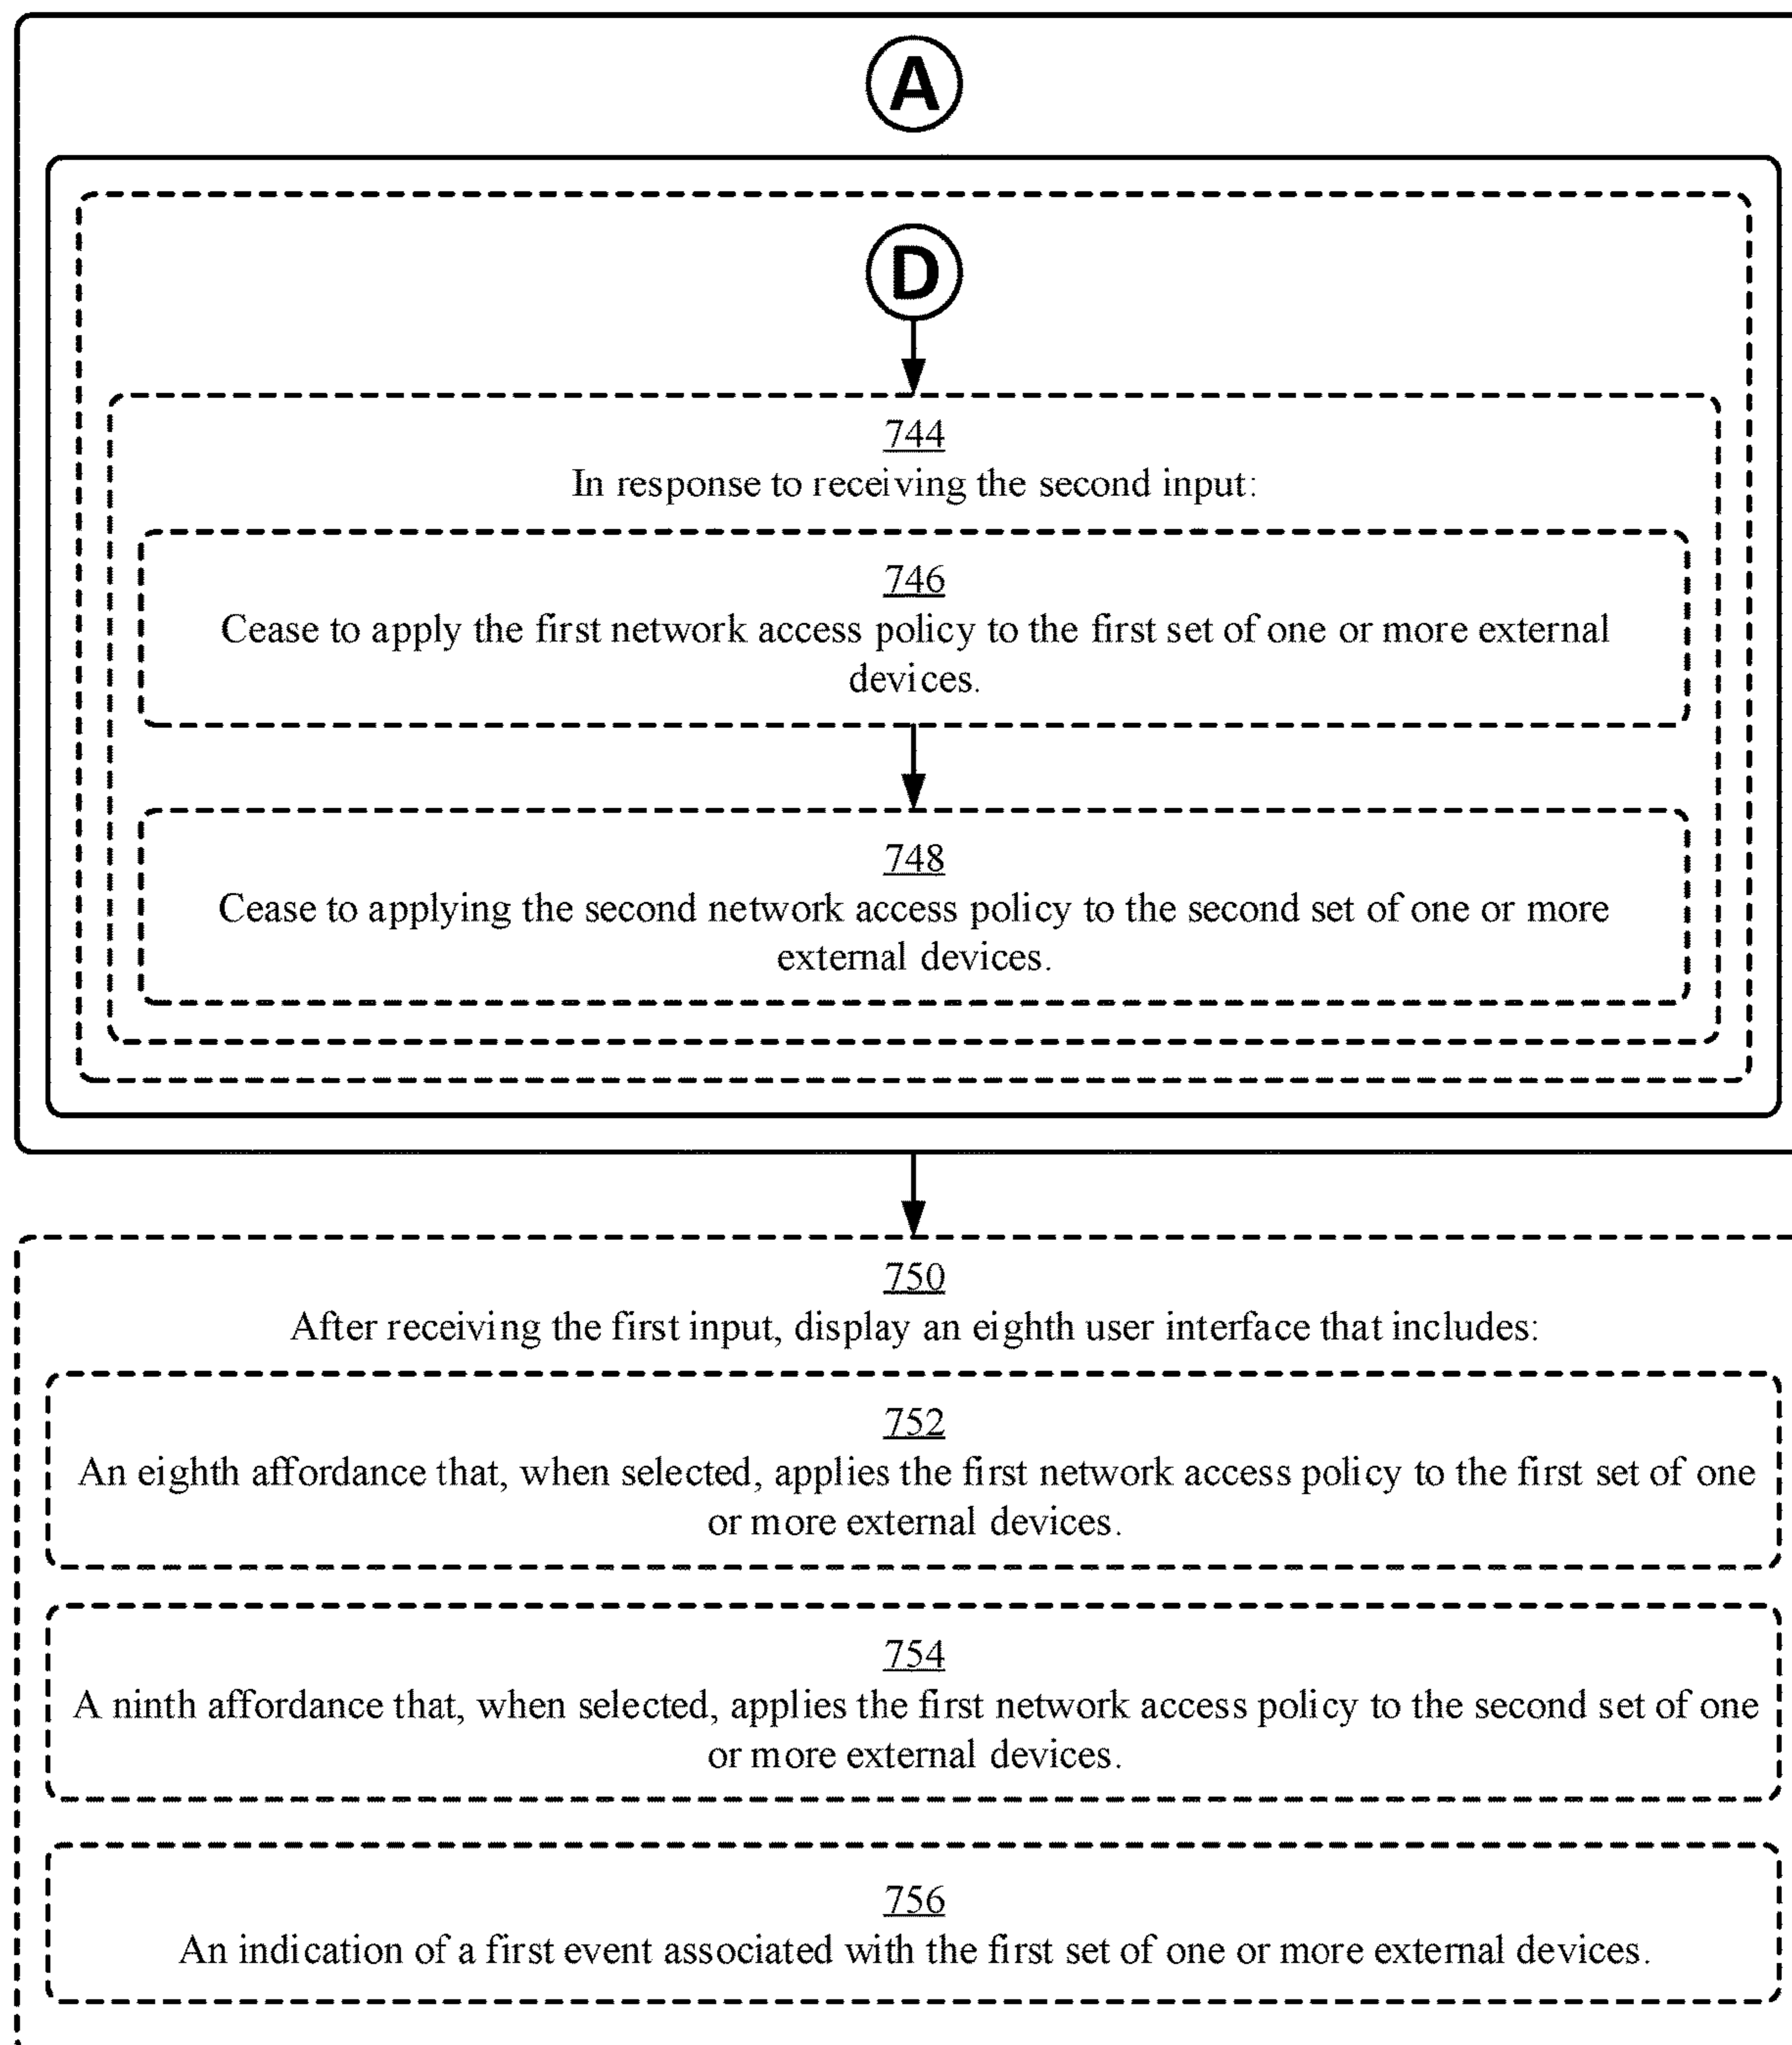 A
D
744
In response to receiving the second input:
746
Cease to apply the first network access policy to the first set of one or more external
devices.
748
Cease to applying the second network access policy to the second set of one or more
external devices.
750
After receiving the first input, display an eighth user interface that includes:
752
An eighth affordance that, when selected, applies the first network access policy to the first set of one
or more external devices.
754
A ninth affordance that, when selected, applies the first network access policy to the second set of one
or more external devices.
756
An indication of a first event associated with the first set of one or more external devices.